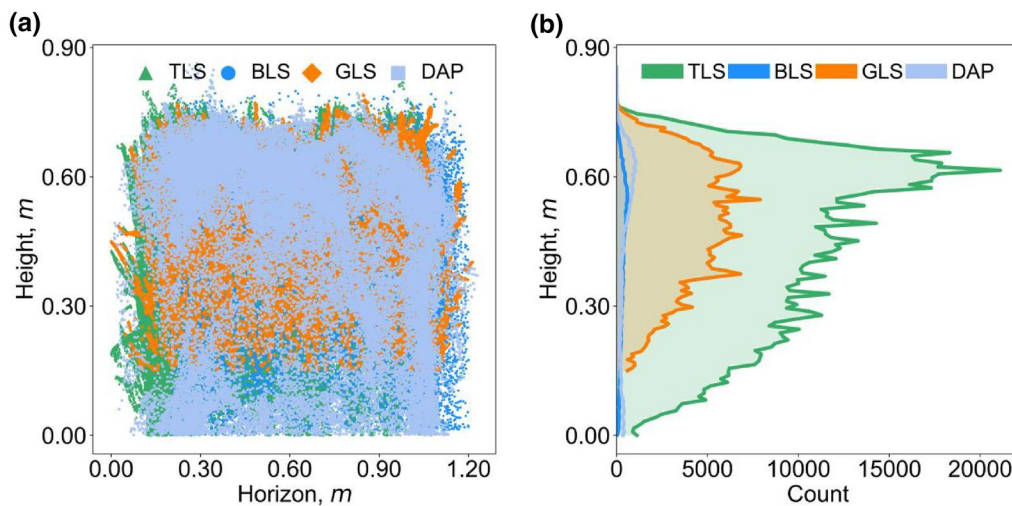 (a)
TLS BLS GLS DAP
0.90
0.60
0.30
0.00
Height, m
0.00 0.30 0.60 0.90 1.20
Horizon, m
(b)
TLS BLS GLS DAP
0.90
0.60
0.30
0.00
Height, m
0 5000 10000 15000 20000
Count